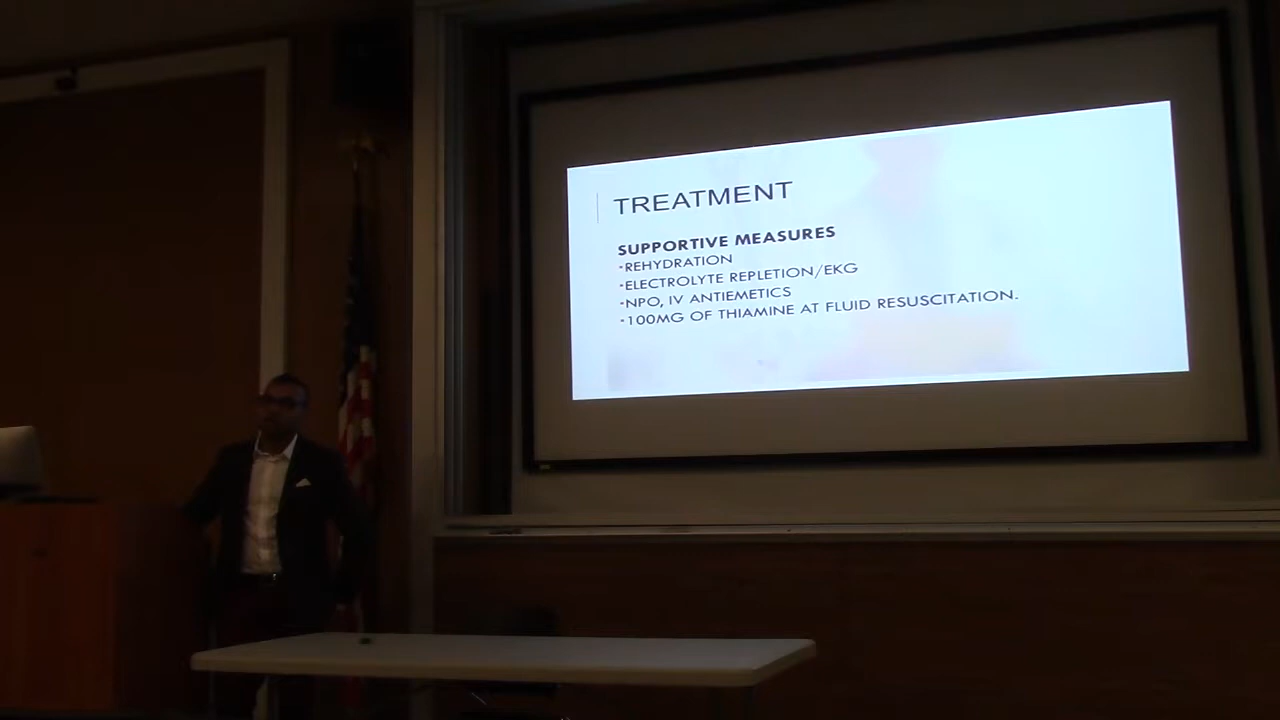 TREATMENT
SUPPORTIVE MEASURES
•REHYDRATION
•ELECTROLYTE REPLETION/EKG
•NPO, IV ANTIEMETICS
•100MG OF THIAMINE AT FLUID RESUSCITATION.